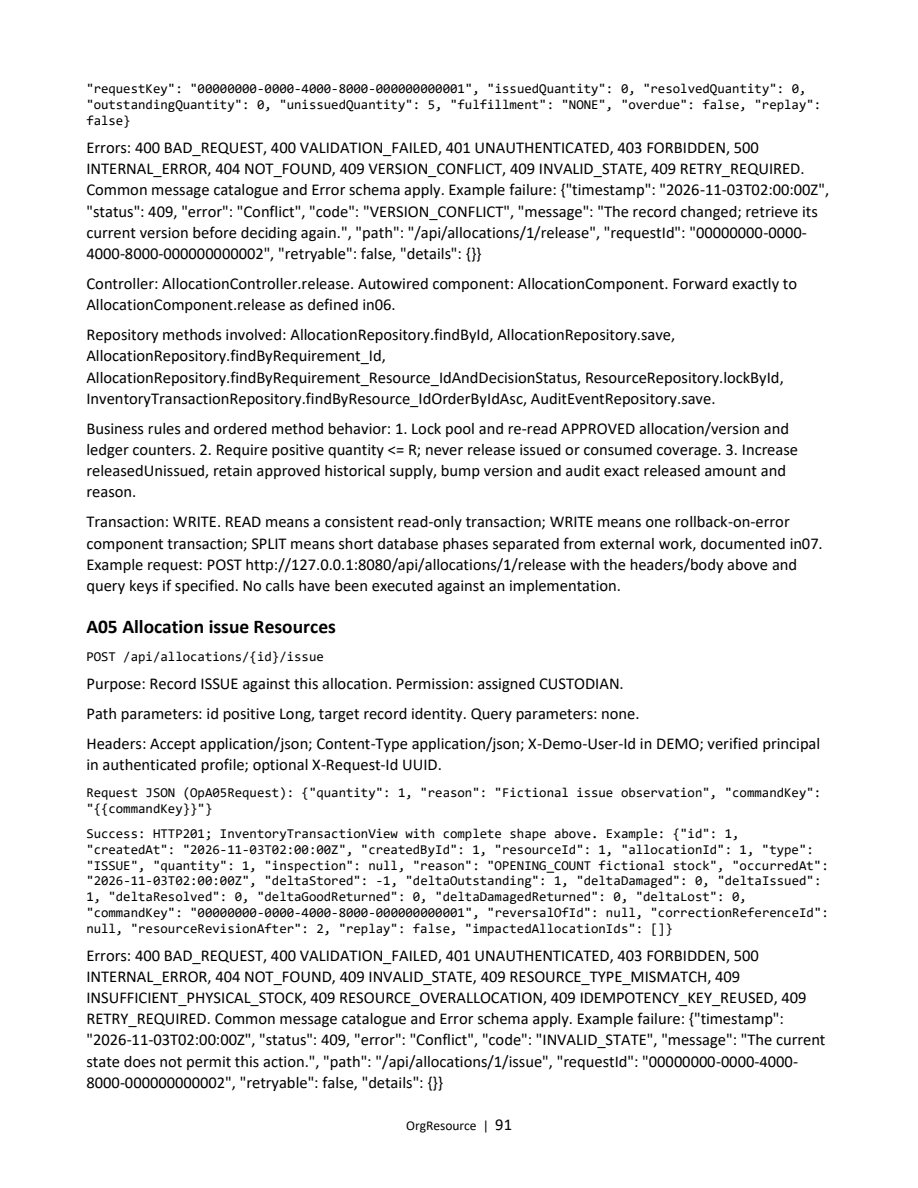 "requestKey": "00000000-0000-4000-8000-000000000001", "issuedQuantity": 0, "resolvedQuantity": 0,
"outstandingQuantity": 0, "unissuedQuantity": 5, "fulfillment": "NONE", "overdue": false, "replay":
false}
Errors: 400 BAD_REQUEST, 400 VALIDATION_FAILED, 401 UNAUTHENTICATED, 403 FORBIDDEN, 500
INTERNAL_ERROR, 404 NOT_FOUND, 409 VERSION_CONFLICT, 409 INVALID_STATE, 409 RETRY_REQUIRED.
Common message catalogue and Error schema apply. Example failure: {"timestamp": "2026-11-03T02:00:00Z",
"status": 409, "error": "Conflict", "code": "VERSION_CONFLICT", "message": "The record changed; retrieve its
current version before deciding again.", "path": "/api/allocations/1/release", "requestId": "00000000-0000-
4000-8000-000000000002", "retryable": false, "details": {}}
Controller: AllocationController.release. Autowired component: AllocationComponent. Forward exactly to
AllocationComponent.release as defined in06.
Repository methods involved: AllocationRepository.findById, AllocationRepository.save,
AllocationRepository.findByRequirement_Id,
AllocationRepository.findByRequirement_Resource_IdAndDecisionStatus, ResourceRepository.lockById,
InventoryTransactionRepository.findByResource_IdOrderByIdAsc, AuditEventRepository.save.
Business rules and ordered method behavior: 1. Lock pool and re-read APPROVED allocation/version and
ledger counters. 2. Require positive quantity <= R; never release issued or consumed coverage. 3. Increase
releasedUnissued, retain approved historical supply, bump version and audit exact released amount and
reason.
Transaction: WRITE. READ means a consistent read-only transaction; WRITE means one rollback-on-error
component transaction; SPLIT means short database phases separated from external work, documented in07.
Example request: POST http://127.0.0.1:8080/api/allocations/1/release with the headers/body above and
query keys if specified. No calls have been executed against an implementation.
A05 Allocation issue Resources
POST /api/allocations/{id}/issue
Purpose: Record ISSUE against this allocation. Permission: assigned CUSTODIAN.
Path parameters: id positive Long, target record identity. Query parameters: none.
Headers: Accept application/json; Content-Type application/json; X-Demo-User-Id in DEMO; verified principal
in authenticated profile; optional X-Request-Id UUID.
Request JSON (OpA05Request): {"quantity": 1, "reason": "Fictional issue observation", "commandKey":
"{{commandKey}}"}
Success: HTTP201; InventoryTransactionView with complete shape above. Example: {"id": 1,
"createdAt": "2026-11-03T02:00:00Z", "createdById": 1, "resourceId": 1, "allocationId": 1, "type":
"ISSUE", "quantity": 1, "inspection": null, "reason": "OPENING_COUNT fictional stock", "occurredAt":
"2026-11-03T02:00:00Z", "deltaStored": -1, "deltaOutstanding": 1, "deltaDamaged": 0, "deltaIssued":
1, "deltaResolved": 0, "deltaGoodReturned": 0, "deltaDamagedReturned": 0, "deltaLost": 0,
"commandKey": "00000000-0000-4000-8000-000000000001", "reversalOfId": null, "correctionReferenceId":
null, "resourceRevisionAfter": 2, "replay": false, "impactedAllocationIds": []}
Errors: 400 BAD_REQUEST, 400 VALIDATION_FAILED, 401 UNAUTHENTICATED, 403 FORBIDDEN, 500
INTERNAL_ERROR, 404 NOT_FOUND, 409 INVALID_STATE, 409 RESOURCE_TYPE_MISMATCH, 409
INSUFFICIENT_PHYSICAL_STOCK, 409 RESOURCE_OVERALLOCATION, 409 IDEMPOTENCY_KEY_REUSED, 409
RETRY_REQUIRED. Common message catalogue and Error schema apply. Example failure: {"timestamp":
"2026-11-03T02:00:00Z", "status": 409, "error": "Conflict", "code": "INVALID_STATE", "message": "The current
state does not permit this action.", "path": "/api/allocations/1/issue", "requestId": "00000000-0000-4000-
8000-000000000002", "retryable": false, "details": {}}
OrgResource | 91